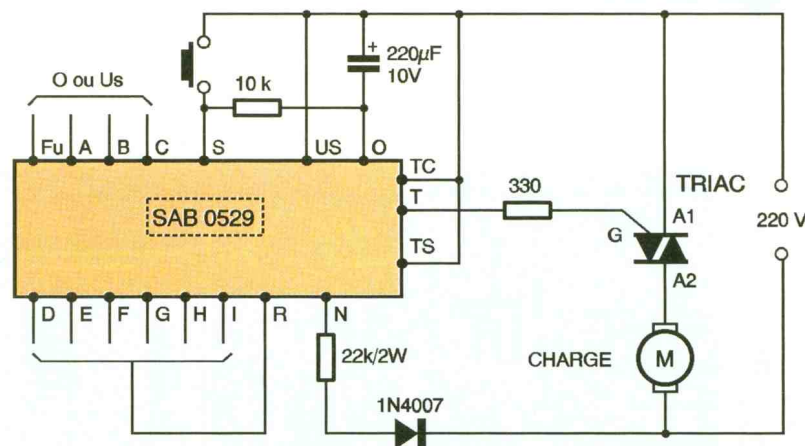 O ou Us
10 k
220µF
10V
Fu
A
B
C
S
US
O
TC
T
TS
SAB 0529
330
TRIAC
A1
G
A2
220 V
D
E
F
G
H
I
R
N
22k/2W
CHARGE
M
1N4007